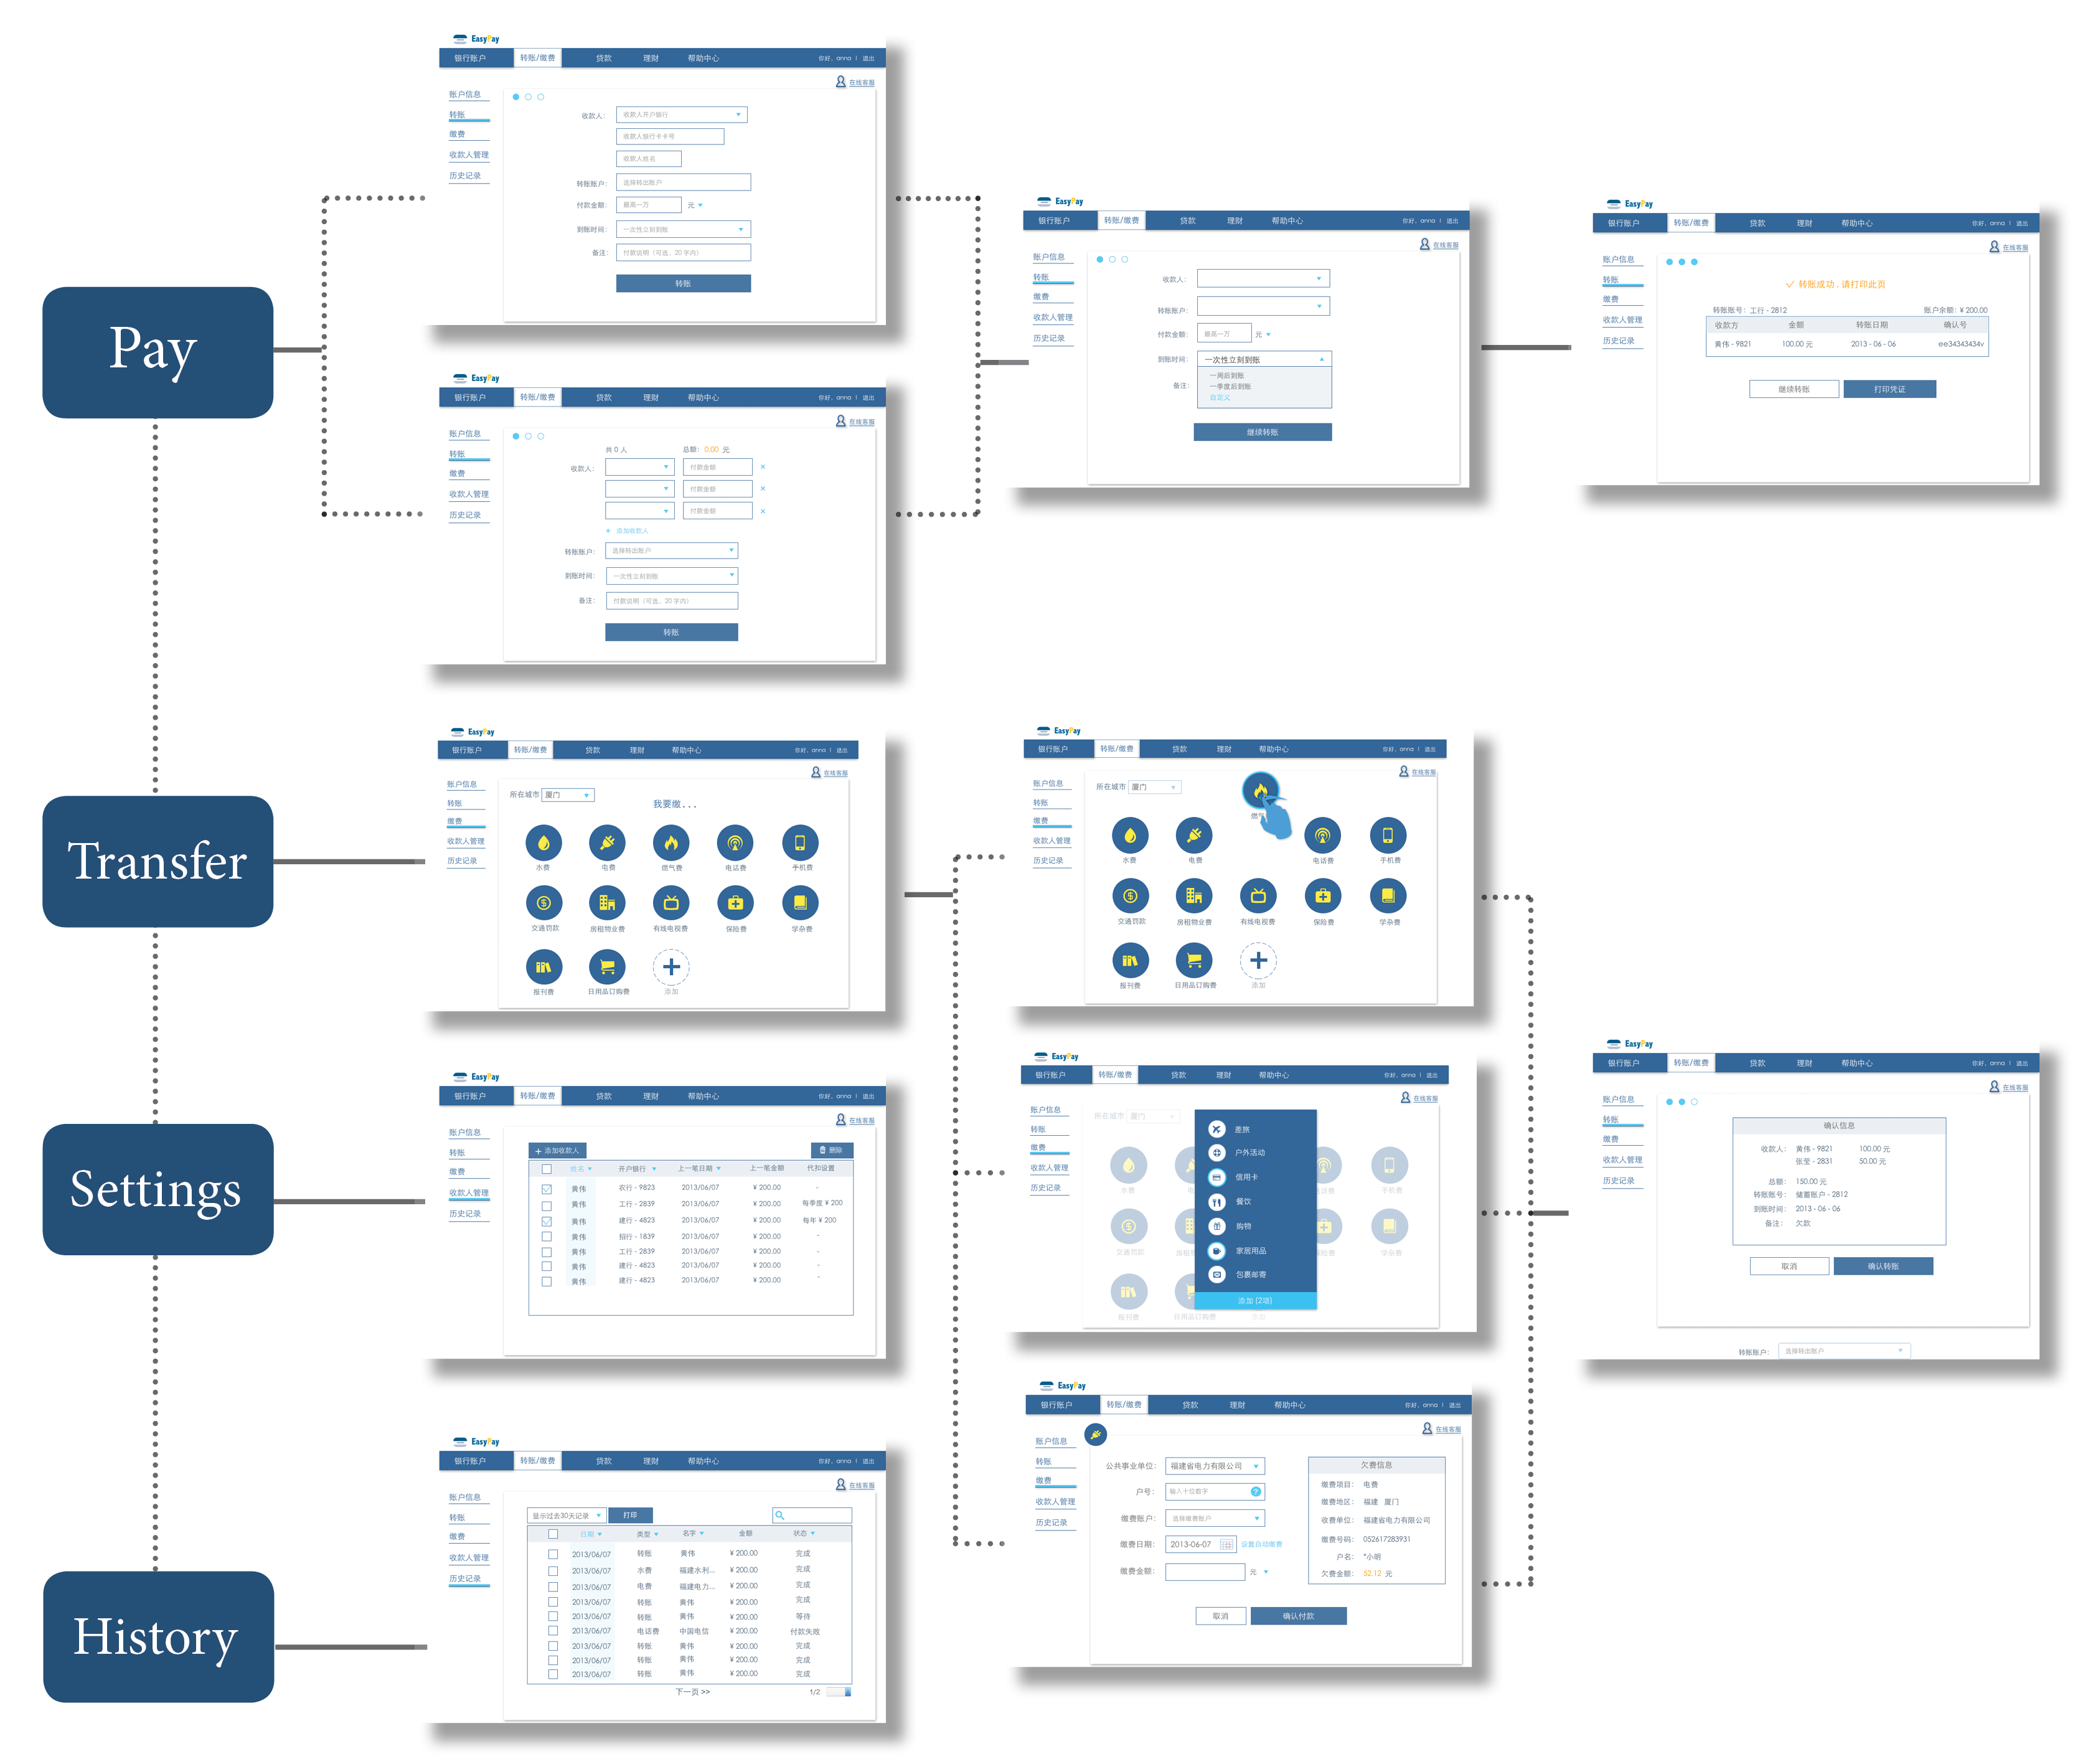 Pay
Transfer
Settings
History
EasyPay
银行账户 转账/缴费 贷款 理财 帮助中心 你好, anna | 退出
在线客服
账户信息
转账
缴费
收款人管理
历史记录
收款人: 收款人开户银行
收款人银行卡卡号
收款人姓名
转账账户: 选择转出账户
付款金额: 最高一万 元
到账时间: 一次性立刻到账
备注: 付款说明（可选、20字内）
转账
EasyPay
银行账户 转账/缴费 贷款 理财 帮助中心 你好, anna | 退出
在线客服
账户信息
转账
缴费
收款人管理
历史记录
共 0 人 总额: 0.00 元
收款人: 付款金额 ×
付款金额 ×
付款金额 ×
+ 添加收款人
转账账户: 选择转出账户
到账时间: 一次性立刻到账
备注: 付款说明（可选、20字内）
转账
EasyPay
银行账户 转账/缴费 贷款 理财 帮助中心 你好, anna | 退出
在线客服
账户信息
转账
缴费
收款人管理
历史记录
收款人:
转账账户:
付款金额: 最高一万 元
到账时间: 一次性立刻到账
一周后到账
一季度后到账
自定义
备注:
继续转账
EasyPay
银行账户 转账/缴费 贷款 理财 帮助中心 你好, anna | 退出
在线客服
账户信息
转账
缴费
收款人管理
历史记录
转账成功，请打印此页
转账账号: 工行 - 2812 账户余额: ¥ 200.00
收款方 金额 转账日期 确认号
黄伟 - 9821 100.00 元 2013 - 06 - 06 ee34343434v
继续转账 打印凭证
EasyPay
银行账户 转账/缴费 贷款 理财 帮助中心 你好, anna | 退出
在线客服
账户信息
转账
缴费
收款人管理
历史记录
所在城市 厦门
我要缴...
水费 电费 燃气费 电话费 手机费
交通罚款 房租物业费 有线电视费 保险费 学杂费
报刊费 日用品订购费 添加
EasyPay
银行账户 转账/缴费 贷款 理财 帮助中心 你好, anna | 退出
在线客服
账户信息
转账
缴费
收款人管理
历史记录
所在城市 厦门
水费 电费 电话费 手机费
交通罚款 房租物业费 有线电视费 保险费 学杂费
报刊费 日用品订购费 添加
EasyPay
银行账户 转账/缴费 贷款 理财 帮助中心 你好, anna | 退出
在线客服
账户信息
转账
缴费
收款人管理
历史记录
+ 添加收款人 删除
姓名 开户银行 上一笔日期 上一笔金额 代扣设置
黄伟 农行 - 9823 2013/06/07 ¥ 200.00 -
黄伟 工行 - 2839 2013/06/07 ¥ 200.00 每季度 ¥ 200
黄伟 建行 - 4823 2013/06/07 ¥ 200.00 每年 ¥ 200
黄伟 招行 - 1839 2013/06/07 ¥ 200.00 -
黄伟 工行 - 2839 2013/06/07 ¥ 200.00 -
黄伟 建行 - 4823 2013/06/07 ¥ 200.00 -
黄伟 建行 - 4823 2013/06/07 ¥ 200.00 -
EasyPay
银行账户 转账/缴费 贷款 理财 帮助中心 你好, anna | 退出
在线客服
账户信息
转账
缴费
收款人管理
历史记录
所在城市 厦门
差旅
户外活动
信用卡
餐饮
购物
家居用品
包裹邮寄
添加 (2项)
水费 手机费
交通罚款 学杂费
报刊费 日用品订购费 添加
EasyPay
银行账户 转账/缴费 贷款 理财 帮助中心 你好, anna | 退出
在线客服
账户信息
转账
缴费
收款人管理
历史记录
确认信息
收款人: 黄伟 - 9821 100.00 元
张莹 - 2831 50.00 元
总额: 150.00 元
转账账号: 储蓄账户 - 2812
到账时间: 2013 - 06 - 06
备注: 欠款
取消 确认转账
转账账户: 选择转出账户
EasyPay
银行账户 转账/缴费 贷款 理财 帮助中心 你好, anna | 退出
在线客服
账户信息
转账
缴费
收款人管理
历史记录
显示过去30天记录 打印
日期 类型 名字 金额 状态
2013/06/07 转账 黄伟 ¥ 200.00 完成
2013/06/07 水费 福建水利... ¥ 200.00 完成
2013/06/07 电费 福建电力... ¥ 200.00 完成
2013/06/07 转账 黄伟 ¥ 200.00 完成
2013/06/07 转账 黄伟 ¥ 200.00 等待
2013/06/07 电话费 中国电信 ¥ 200.00 付款失败
2013/06/07 转账 黄伟 ¥ 200.00 完成
2013/06/07 转账 黄伟 ¥ 200.00 完成
2013/06/07 转账 黄伟 ¥ 200.00 完成
下一页 >> 1/2
EasyPay
银行账户 转账/缴费 贷款 理财 帮助中心 你好, anna | 退出
在线客服
账户信息
转账
缴费
收款人管理
历史记录
公共事业单位: 福建省电力有限公司
户号: 输入十位数字 ?
缴费账户: 选择缴费账户
缴费日期: 2013-06-07 设置自动缴费
缴费金额: 元
取消 确认付款
欠费信息
缴费项目: 电费
缴费地区: 福建 厦门
收费单位: 福建省电力有限公司
缴费号码: 052617283931
户名: *小明
欠费金额: 52.12 元